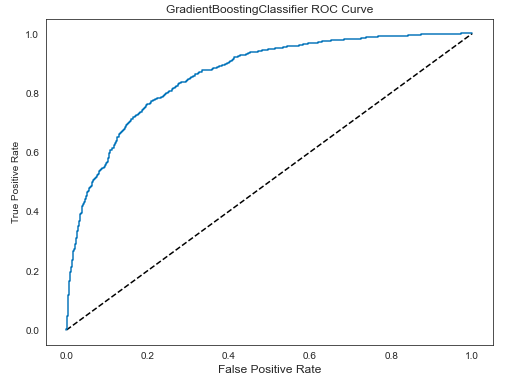 GradientBoostingClassifier ROC Curve
True Positive Rate
1.0
0.8
0.6
0.4
0.2
0.0
0.0 0.2 0.4 0.6 0.8 1.0
False Positive Rate